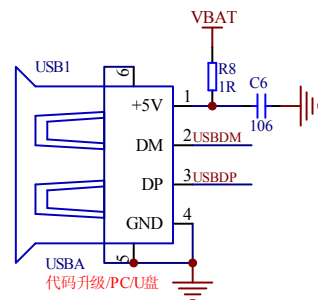 VBAT
USB1
6
R8
1R
C6
+5V
1
106
DM
2
USBDM
DP
3
USBDP
GND
4
5
USBA
代码升级/PC/U盘